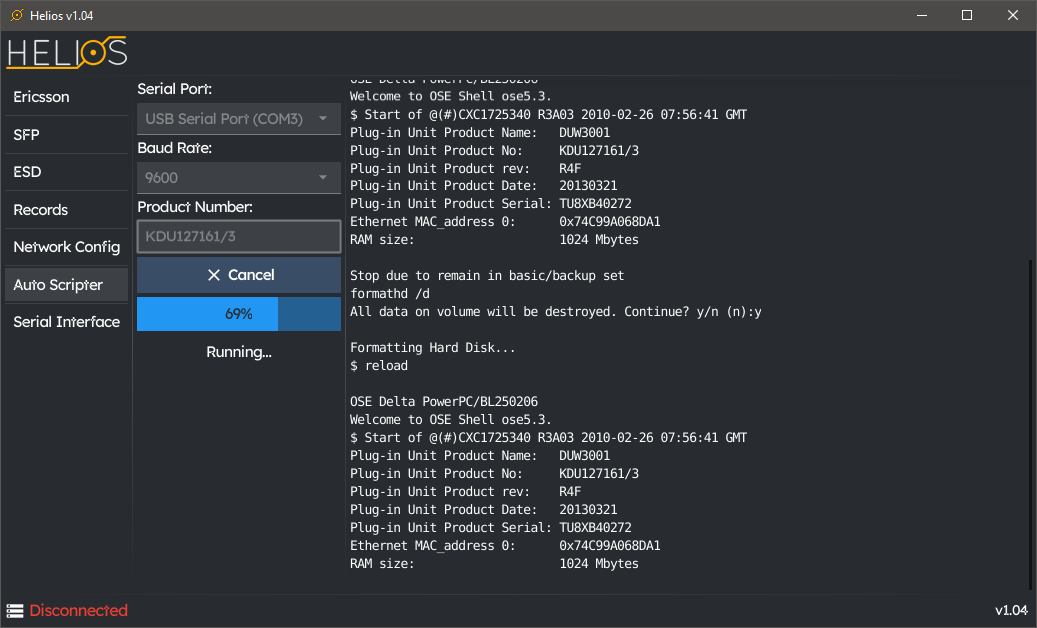 Helios v1.04
HELIOS
Ericsson
SFP
ESD
Records
Network Config
Auto Scripter
Serial Interface
Serial Port:
USB Serial Port (COM3)
Baud Rate:
9600
Product Number:
KDU127161/3
Cancel
69%
Running...
OSE Delta PowerPC/BL250206
Welcome to OSE Shell ose5.3.
$ Start of @(#)CXC1725340 R3A03 2010-02-26 07:56:41 GMT
Plug-in Unit Product Name: DUW3001
Plug-in Unit Product No: KDU127161/3
Plug-in Unit Product rev: R4F
Plug-in Unit Product Date: 20130321
Plug-in Unit Product Serial: TU8XB40272
Ethernet MAC_address 0: 0x74C99A068DA1
RAM size: 1024 Mbytes
Stop due to remain in basic/backup set
formathd /d
All data on volume will be destroyed. Continue? y/n (n):y
Formatting Hard Disk...
$ reload
OSE Delta PowerPC/BL250206
Welcome to OSE Shell ose5.3.
$ Start of @(#)CXC1725340 R3A03 2010-02-26 07:56:41 GMT
Plug-in Unit Product Name: DUW3001
Plug-in Unit Product No: KDU127161/3
Plug-in Unit Product rev: R4F
Plug-in Unit Product Date: 20130321
Plug-in Unit Product Serial: TU8XB40272
Ethernet MAC_address 0: 0x74C99A068DA1
RAM size: 1024 Mbytes
Disconnected
v1.04